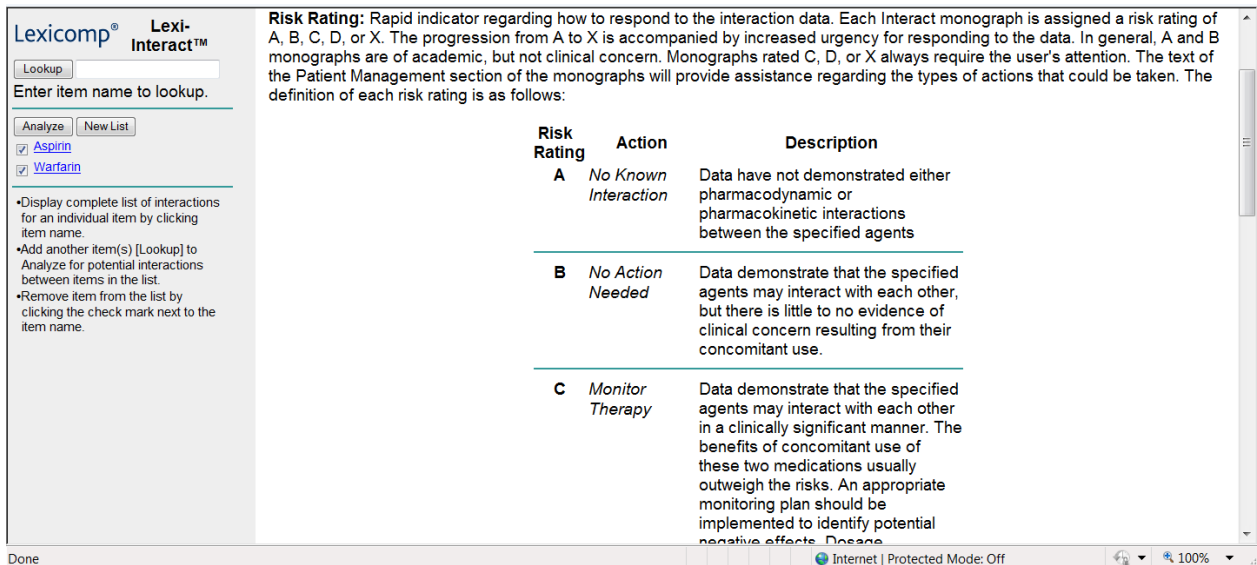 Lexicomp® Lexi-
Interact™
Lookup
Enter item name to lookup.
Analyze New List
Aspirin
Warfarin
•Display complete list of interactions
for an individual item by clicking
item name.
•Add another item(s) [Lookup] to
Analyze for potential interactions
between items in the list.
•Remove item from the list by
clicking the check mark next to the
item name.
Risk Rating: Rapid indicator regarding how to respond to the interaction data. Each Interact monograph is assigned a risk rating of
A, B, C, D, or X. The progression from A to X is accompanied by increased urgency for responding to the data. In general, A and B
monographs are of academic, but not clinical concern. Monographs rated C, D, or X always require the user's attention. The text of
the Patient Management section of the monographs will provide assistance regarding the types of actions that could be taken. The
definition of each risk rating is as follows:
Risk
Rating Action Description
A No Known Data have not demonstrated either
Interaction pharmacodynamic or
pharmacokinetic interactions
between the specified agents
B No Action Data demonstrate that the specified
Needed agents may interact with each other,
but there is little to no evidence of
clinical concern resulting from their
concomitant use.
C Monitor Data demonstrate that the specified
Therapy agents may interact with each other
in a clinically significant manner. The
benefits of concomitant use of
these two medications usually
outweigh the risks. An appropriate
monitoring plan should be
implemented to identify potential
negative effects. Dosage
Done Internet | Protected Mode: Off 100%